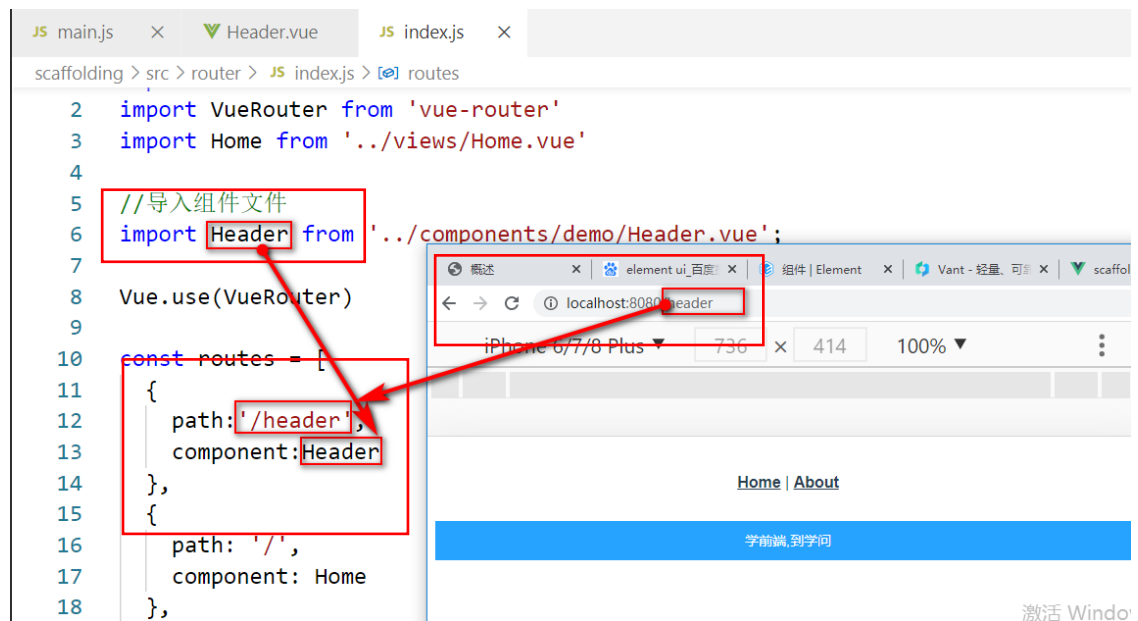 JS main.js × Header.vue JS index.js ×
scaffolding > src > router > JS index.js > routes
2 import VueRouter from 'vue-router'
3 import Home from '../views/Home.vue'
4
5 //导入组件文件
6 import Header from '../components/demo/Header.vue';
7
8 Vue.use(VueRouter)
9
10 const routes = [
11 {
12 path:'/header',
13 component:Header
14 },
15 {
16 path: '/',
17 component: Home
18 },
概述 × element ui_百度 × 组件 | Element × Vant - 轻量、可 × scaffol
localhost:8080/header
iPhone 6/7/8 Plus ▼ 736 × 414 100% ▼
Home | About
学前端,到学问
激活 Windo